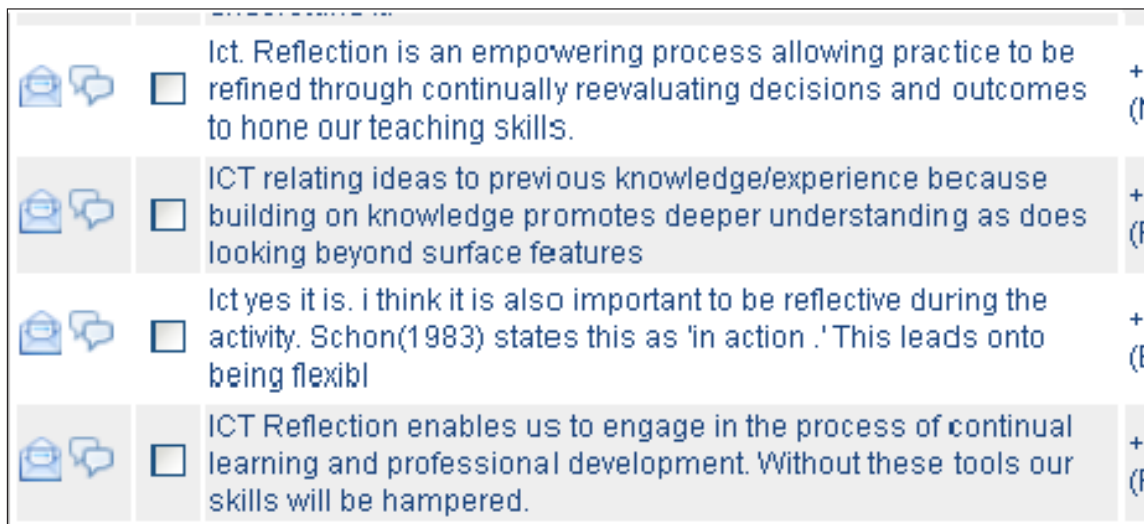 Ict. Reflection is an empowering process allowing practice to be
refined through continually reevaluating decisions and outcomes
to hone our teaching skills.
ICT relating ideas to previous knowledge/experience because
building on knowledge promotes deeper understanding as does
looking beyond surface features
Ict yes it is. i think it is also important to be reflective during the
activity. Schon(1983) states this as 'in action .' This leads onto
being flexibl
ICT Reflection enables us to engage in the process of continual
learning and professional development. Without these tools our
skills will be hampered.